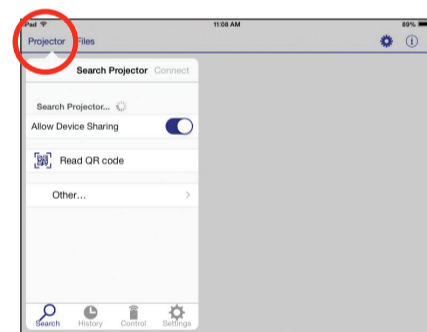 iPad 11:08 AM 89%
Projector Files
Search Projector Connect
Search Projector...
Allow Device Sharing
Read QR code
Other...
Search History Control Settings